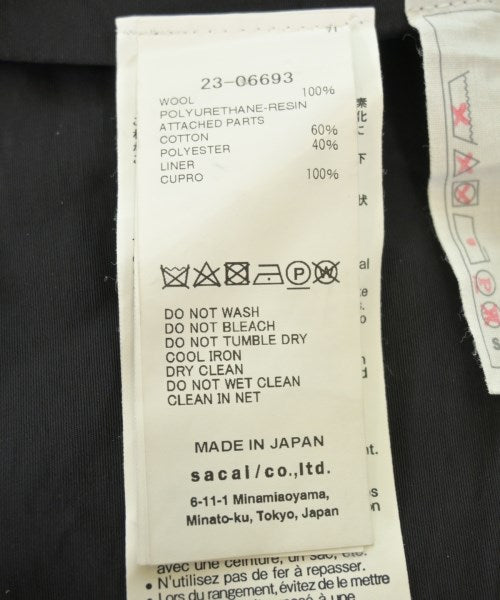 23-06693
WOOL 100%
POLYURETHANE-RESIN
ATTACHED PARTS
COTTON 60%
POLYESTER 40%
LINER
CUPRO 100%
DO NOT WASH
DO NOT BLEACH
DO NOT TUMBLE DRY
COOL IRON
DRY CLEAN
DO NOT WET CLEAN
CLEAN IN NET
MADE IN JAPAN
sacai/co.,ltd.
6-11-1 Minamiaoyama,
Minato-ku, Tokyo, Japan
avec une ceinture, un sac, etc.
• N'utilisez pas de fer à repasser.
• Lors du rangement, évitez de le mettre